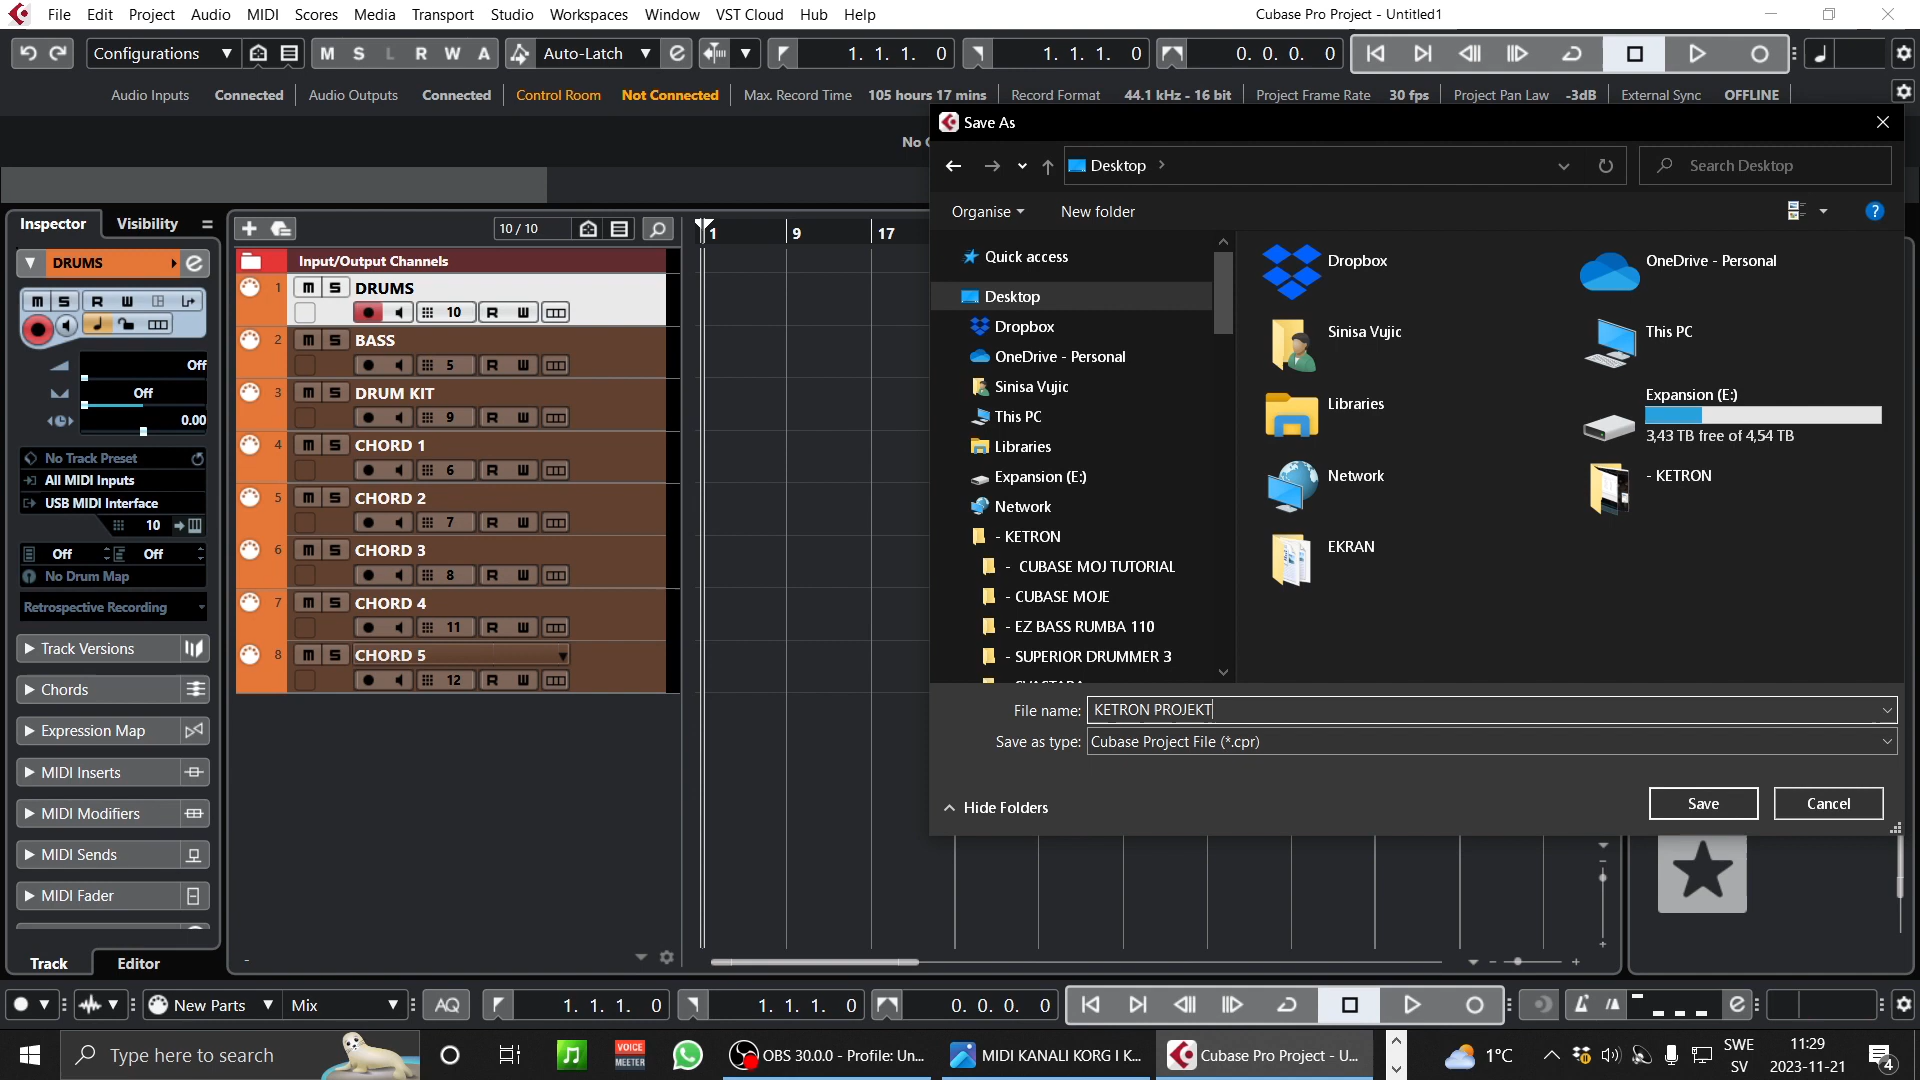 File Edit Project Audio MIDI Scores Media Transport Studio Workspaces Window VST Cloud Hub Help
Cubase Pro Project - Untitled1
Configurations M S L R W A Auto-Latch 1. 1. 1. 0 1. 1. 1. 0 0. 0. 0. 0
Audio Inputs Connected Audio Outputs Connected Control Room Not Connected Max. Record Time 105 hours 17 mins Record Format 44.1 kHz - 16 bit Project Frame Rate 30 fps Project Pan Law -3dB External Sync OFFLINE
No
Save As
Desktop
Search Desktop
Organise New folder
Inspector Visibility
10 / 10
1 9 17
DRUMS
M S R W
Off
Off
0.00
No Track Preset
All MIDI Inputs
USB MIDI Interface
10
Off Off
No Drum Map
Retrospective Recording
Track Versions
Chords
Expression Map
MIDI Inserts
MIDI Modifiers
MIDI Sends
MIDI Fader
Track Editor
Input/Output Channels
1 M S DRUMS
10 R W
2 M S BASS
5 R W
3 M S DRUM KIT
9 R W
4 M S CHORD 1
6 R W
5 M S CHORD 2
7 R W
6 M S CHORD 3
8 R W
7 M S CHORD 4
11 R W
8 M S CHORD 5
12 R W
Quick access
Desktop
Dropbox
OneDrive - Personal
Sinisa Vujic
This PC
Libraries
Expansion (E:)
Network
- KETRON
- CUBASE MOJ TUTORIAL
- CUBASE MOJE
- EZ BASS RUMBA 110
- SUPERIOR DRUMMER 3
Dropbox
OneDrive - Personal
Sinisa Vujic
This PC
Libraries
Expansion (E:)
3,43 TB free of 4,54 TB
Network
- KETRON
EKRAN
File name: KETRON PROJEKT
Save as type: Cubase Project File (*.cpr)
Hide Folders
Save Cancel
New Parts Mix AQ 1. 1. 1. 0 1. 1. 1. 0 0. 0. 0. 0
Type here to search
VOICE
MEETER
OBS 30.0.0 - Profile: Un...
MIDI KANALI KORG I K...
Cubase Pro Project - U...
1°C
SWE
SV
11:29
2023-11-21
4